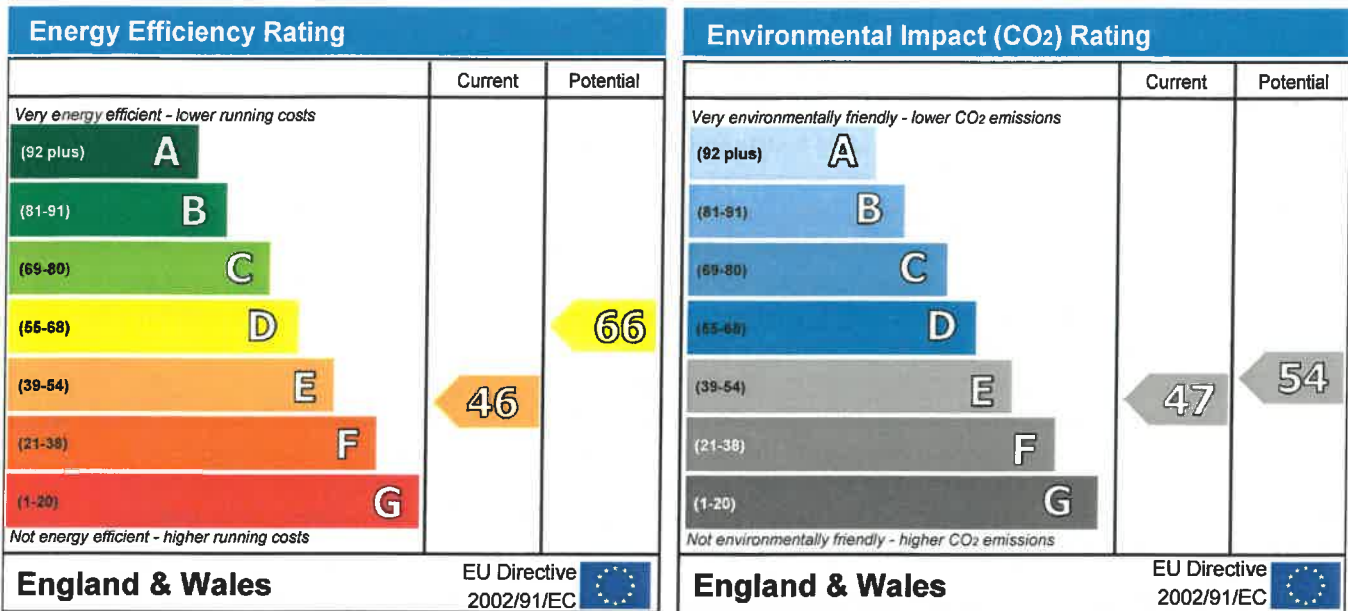 Energy Efficiency Rating
Current Potential
Very energy efficient - lower running costs
(92 plus) A
(81-91) B
(69-80) C
(55-68) D
66
(39-54) E
46
(21-38) F
(1-20) G
Not energy efficient - higher running costs
England & Wales
EU Directive
2002/91/EC
Environmental Impact (CO2) Rating
Current Potential
Very environmentally friendly - lower CO2 emissions
(92 plus) A
(81-91) B
(69-80) C
(55-68) D
(39-54) E
47
54
(21-38) F
(1-20) G
Not environmentally friendly - higher CO2 emissions
England & Wales
EU Directive
2002/91/EC